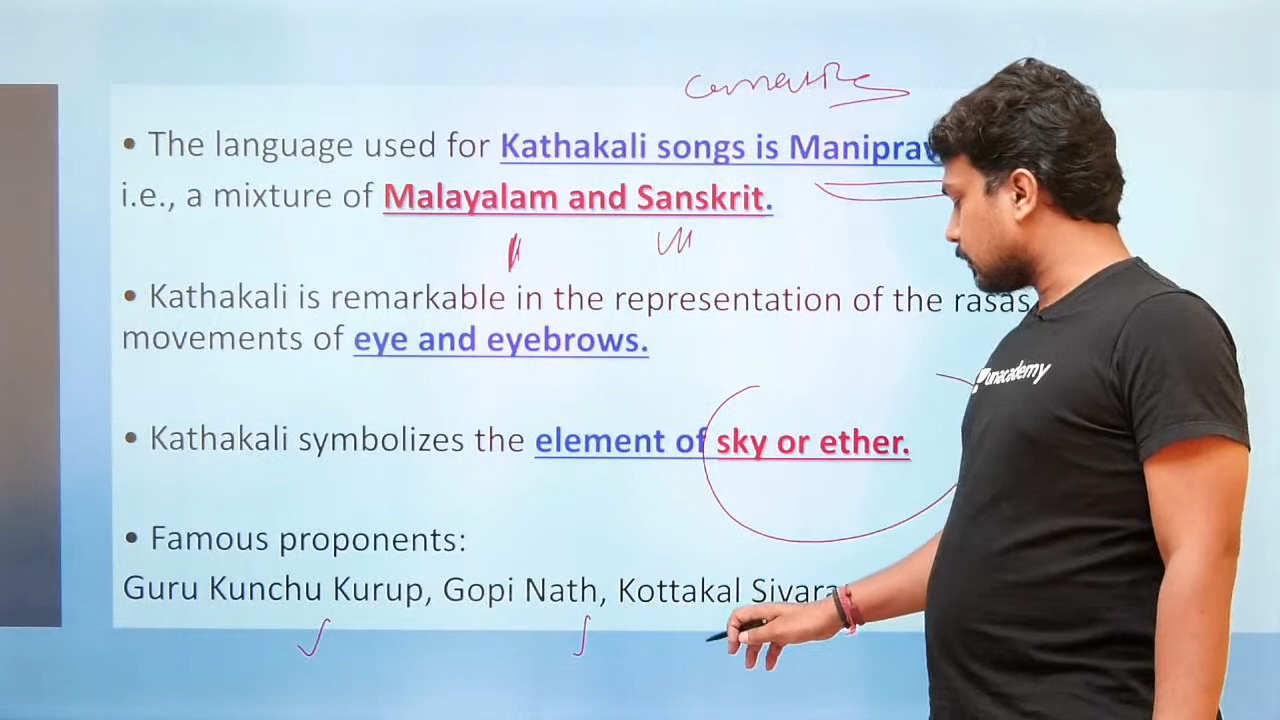 • The language used for Kathakali songs is Maniprav
i.e., a mixture of Malayalam and Sanskrit.
• Kathakali is remarkable in the representation of the rasas
movements of eye and eyebrows.
unacademy
• Kathakali symbolizes the element of sky or ether.
• Famous proponents:
Guru Kunchu Kurup, Gopi Nath, Kottakal Sivara